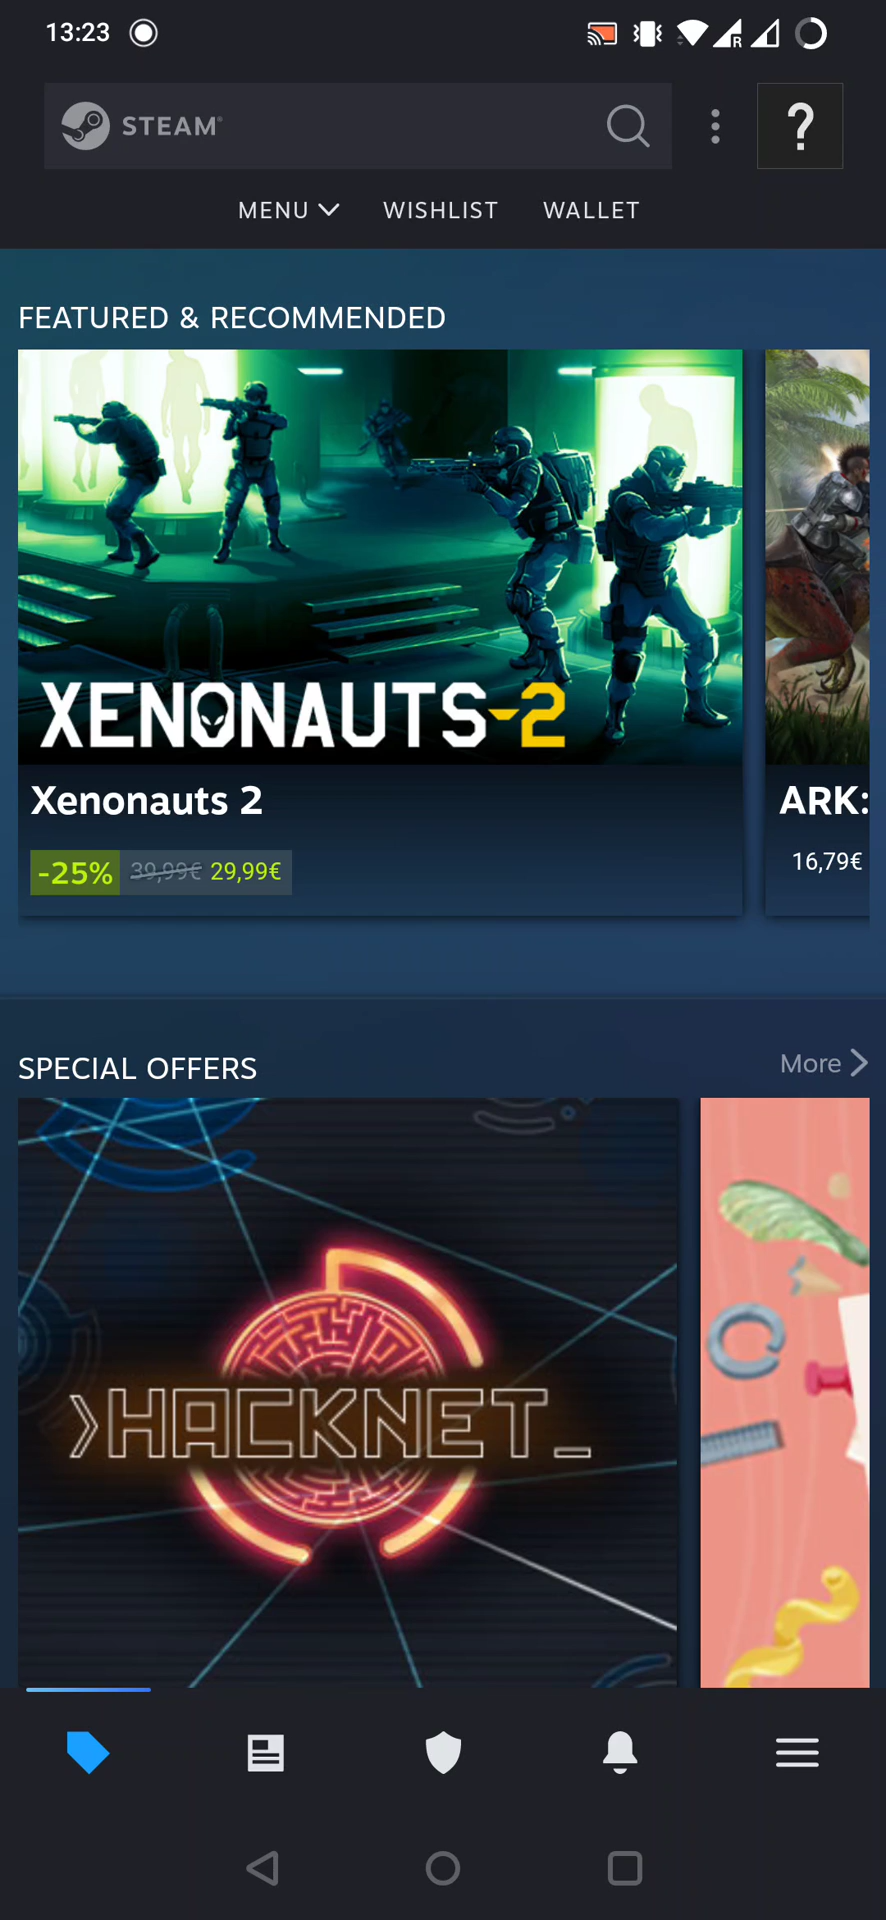 13:23
R
STEAM®
?
MENU WISHLIST WALLET
FEATURED & RECOMMENDED
XENONAUTS-2
Xenonauts 2
-25% 39,99€ 29,99€
ARK:
16,79€
SPECIAL OFFERS
More
>HACKNET_